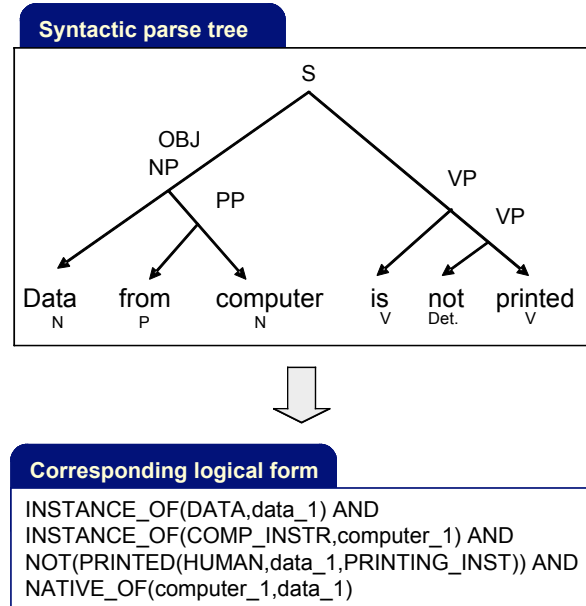 Syntactic parse tree
S
OBJ
NP
PP
VP
VP
Data from computer is not printed
N P N V Det. V
Corresponding logical form
INSTANCE_OF(DATA,data_1) AND
INSTANCE_OF(COMP_INSTR,computer_1) AND
NOT(PRINTED(HUMAN,data_1,PRINTING_INST)) AND
NATIVE_OF(computer_1,data_1)